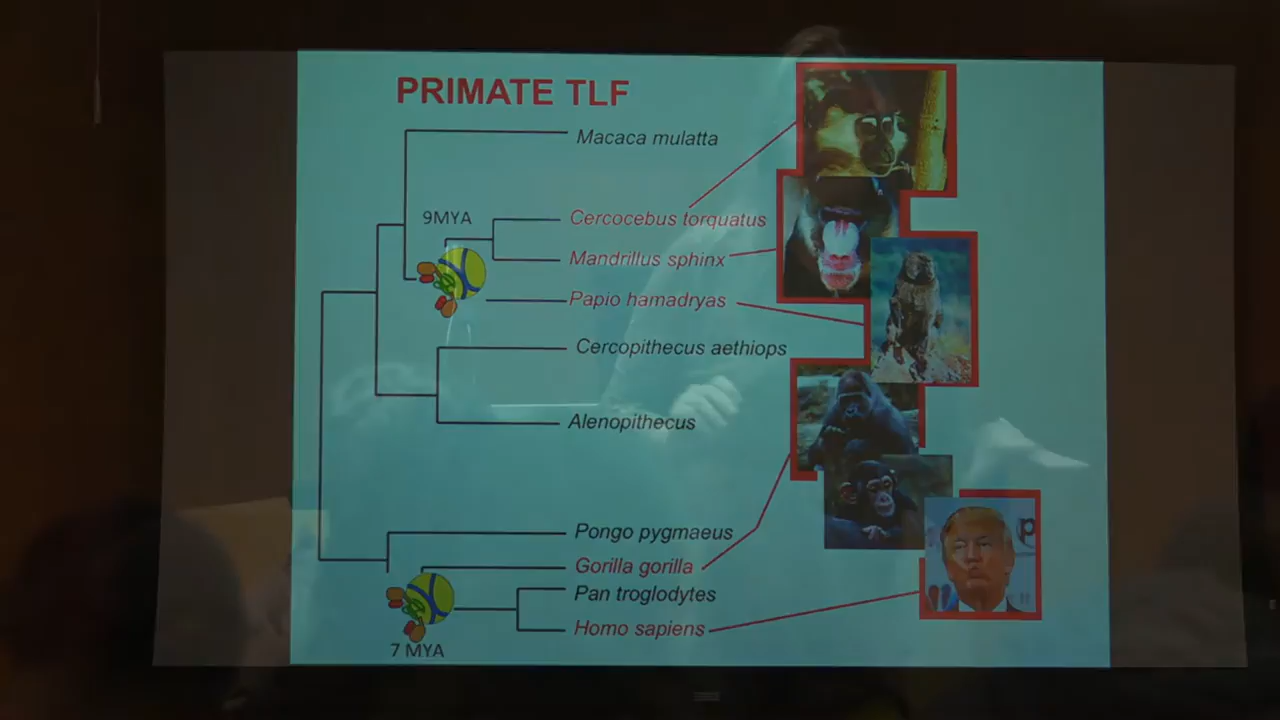 PRIMATE TLF
Macaca mulatta
9MYA
Cercocebus torquatus
Mandrillus sphinx
Papio hamadryas
Cercopithecus aethiops
Alenopithecus
Pongo pygmaeus
Gorilla gorilla
Pan troglodytes
Homo sapiens
7 MYA
p